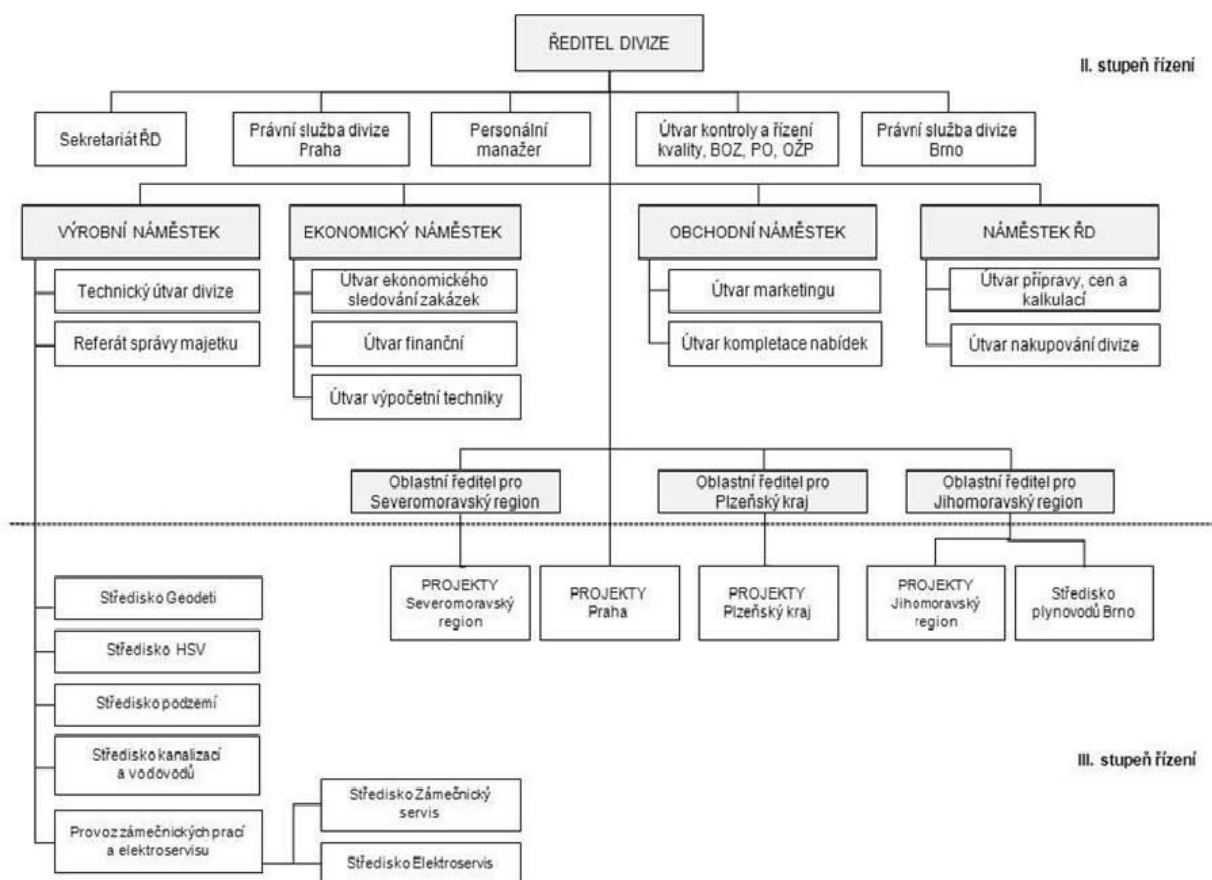 ŘEDITEL DIVIZE
II. stupeň řízení
Sekretariát ŘD
Právní služba divize
Praha
Personální
manažer
Útvar kontroly a řízení
kvality, BOZ, PO, OŽP
Právní služba divize
Brno
VÝROBNÍ NÁMĚSTEK
EKONOMICKÝ NÁMĚSTEK
OBCHODNÍ NÁMĚSTEK
NÁMĚSTEK ŘD
Technický útvar divize
Útvar ekonomického
sledování zakázek
Útvar marketingu
Útvar přípravy, cen a
kalkulací
Referát správy majetku
Útvar finanční
Útvar kompletace nabídek
Útvar nakupování divize
Útvar výpočetní techniky
Oblastní ředitel pro
Severomoravský region
Oblastní ředitel pro
Plzeňský kraj
Oblastní ředitel pro
Jihomoravský region
PROJEKTY
Severomoravský
region
PROJEKTY
Praha
PROJEKTY
Plzeňský kraj
PROJEKTY
Jihomoravský
region
Středisko
plynovodů Brno
Středisko Geodeti
Středisko HSV
Středisko podzemí
Středisko kanalizací
a vodovodů
III. stupeň řízení
Provoz zámečnických prací
a elektroservisu
Středisko Zámečnický
servis
Středisko Elektroservis